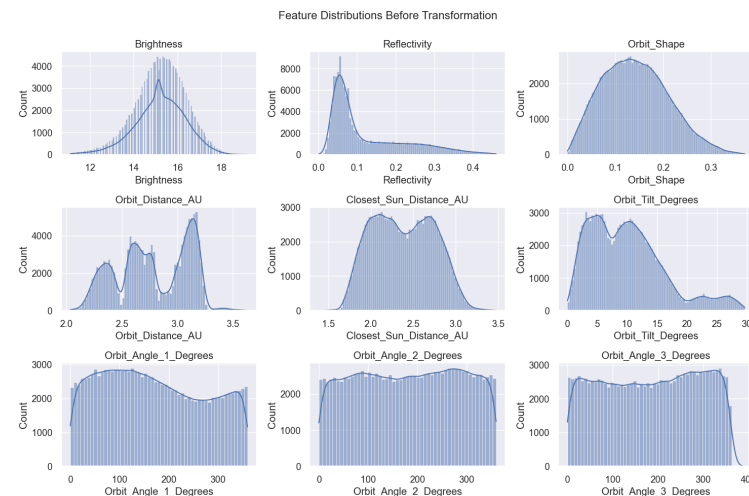 Feature Distributions Before Transformation
Brightness
Reflectivity
Orbit_Shape
Count
4000
3000
2000
1000
0
12 14 16 18
Brightness
Count
8000
6000
4000
2000
0
0.0 0.1 0.2 0.3 0.4
Reflectivity
Count
2000
1000
0
0.0 0.1 0.2 0.3
Orbit_Shape
Orbit_Distance_AU
Closest_Sun_Distance_AU
Orbit_Tilt_Degrees
Count
4000
2000
0
2.0 2.5 3.0 3.5
Orbit_Distance_AU
Count
3000
2000
1000
0
1.5 2.0 2.5 3.0 3.5
Closest_Sun_Distance_AU
Count
3000
2000
1000
0
0 5 10 15 20 25 30
Orbit_Tilt_Degrees
Orbit_Angle_1_Degrees
Orbit_Angle_2_Degrees
Orbit_Angle_3_Degrees
Count
3000
2000
1000
0
0 100 200 300
Orbit_Angle_1_Degrees
Count
2000
1000
0
0 100 200 300
Orbit_Angle_2_Degrees
Count
3000
2000
1000
0
0 100 200 300
Orbit_Angle_3_Degrees